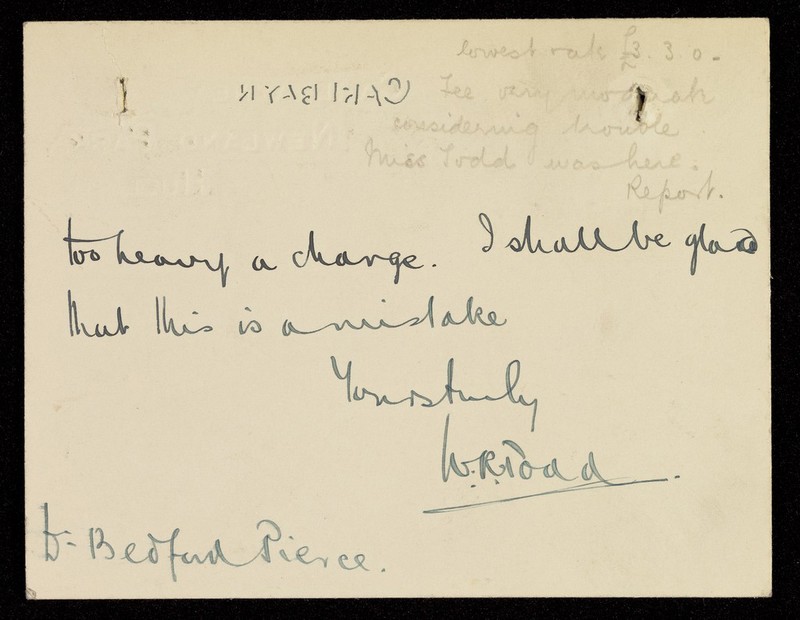 lowest rate £3. 3. 0.-
Fee very moderate
considering trouble
Miss Todd was here.
Report.
too heavy a charge. I shall be glad
that this is a mistake
Yours truly
W.R. Todd
Dr Bedford Pierce.